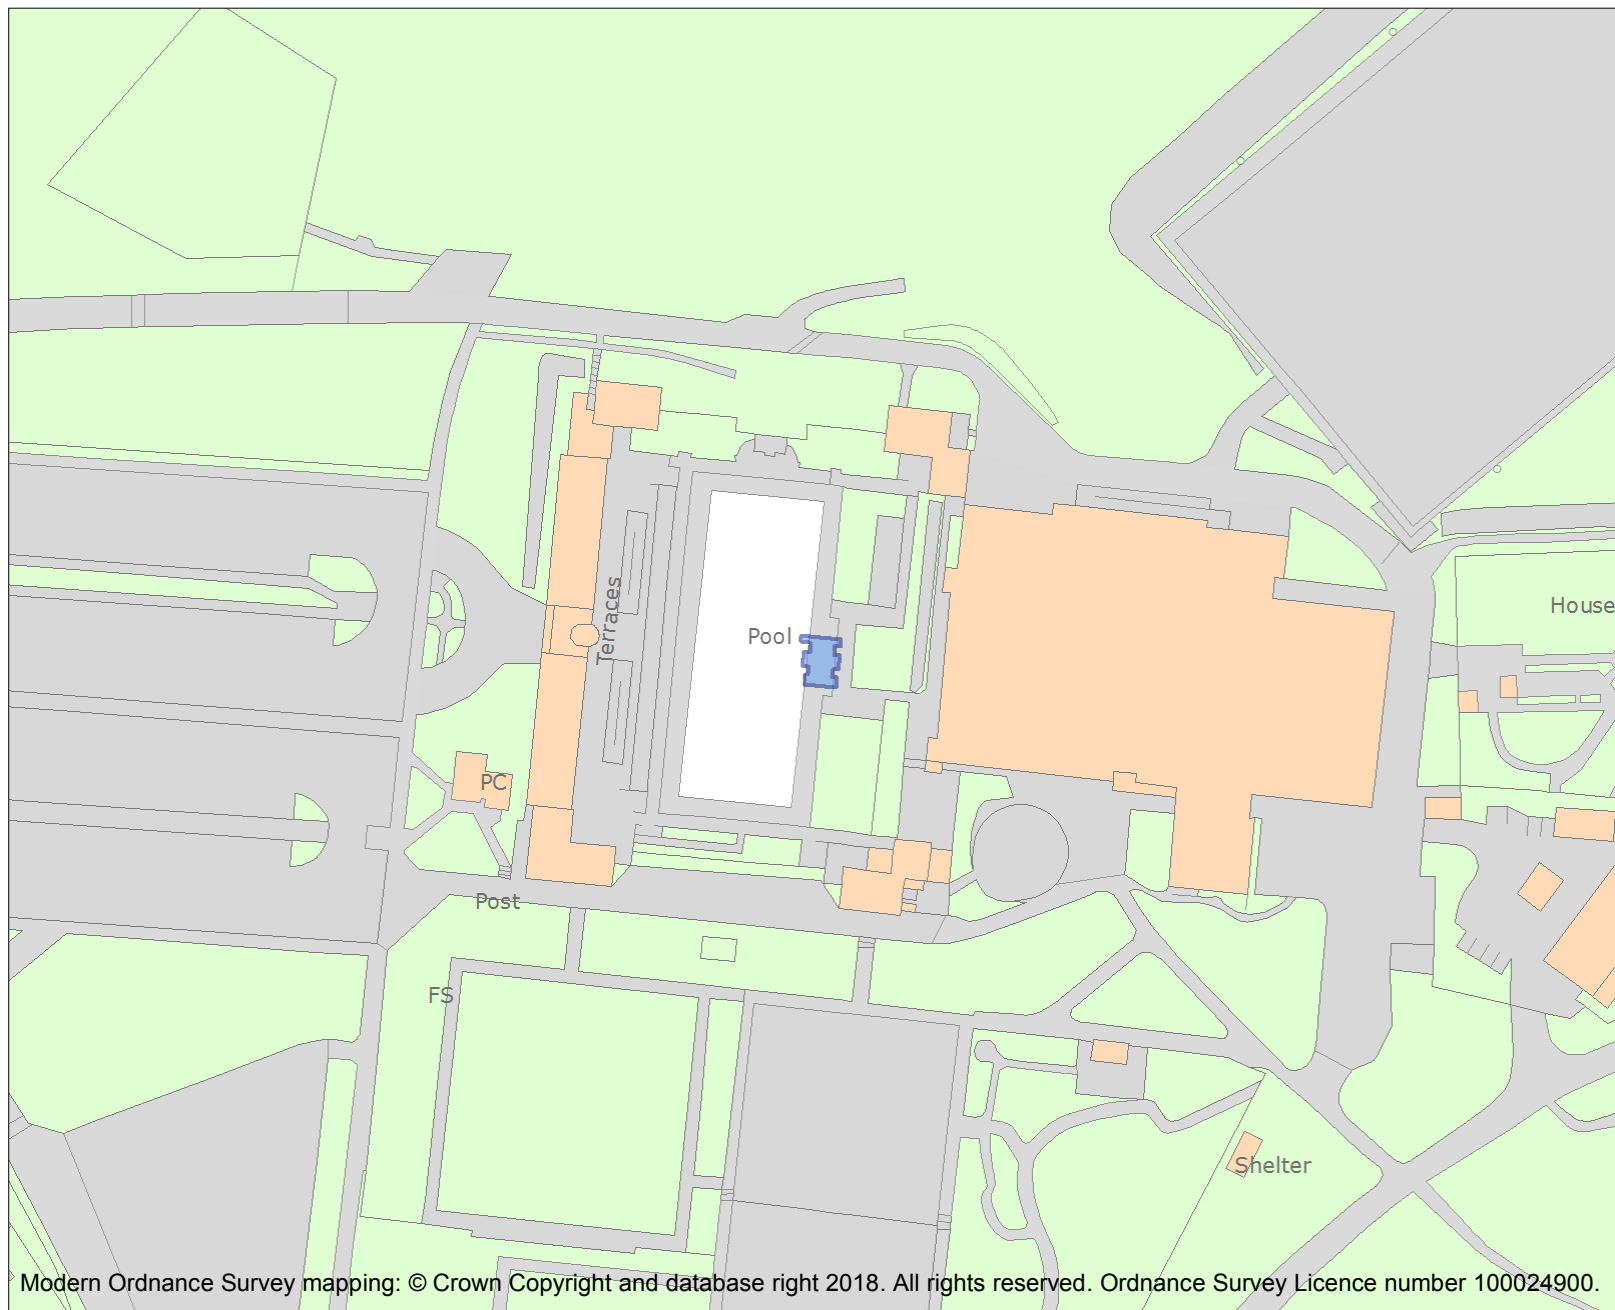 House
Terraces
Pool
PC
Post
FS
Shelter
Modern Ordnance Survey mapping: © Crown Copyright and database right 2018. All rights reserved. Ordnance Survey Licence number 100024900.